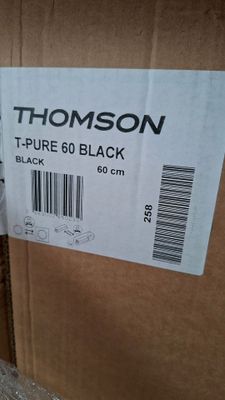 THOMSON
T-PURE 60 BLACK
BLACK 60 cm
258